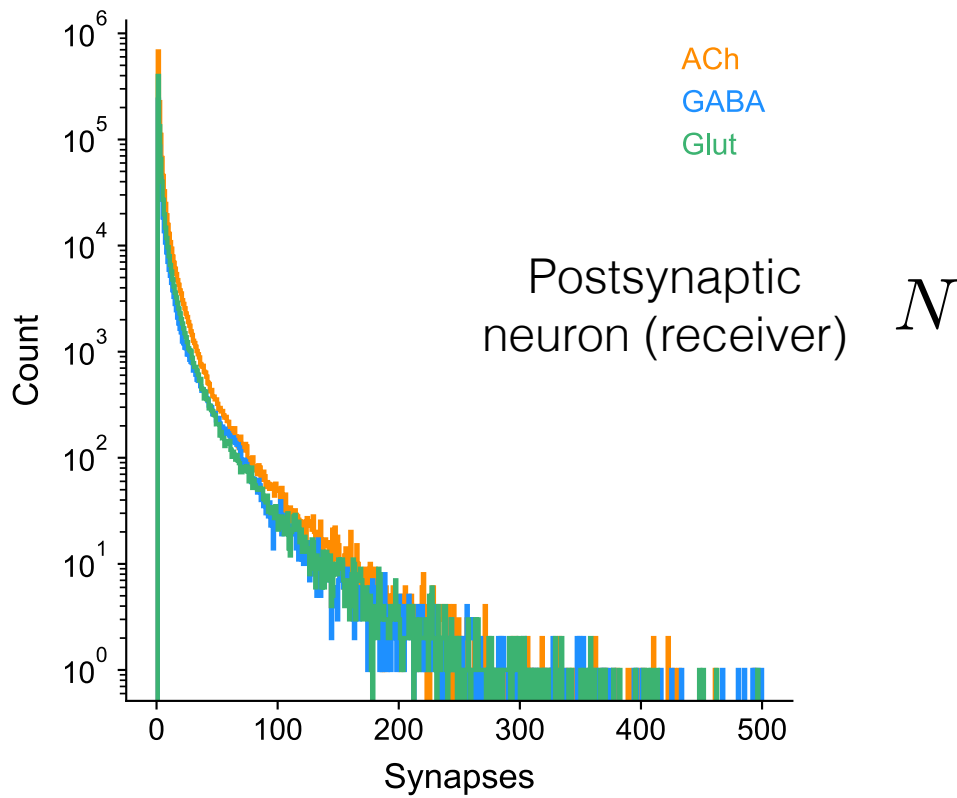 10^6
10^5
10^4
10^3
10^2
10^1
10^0
Count
0 100 200 300 400 500
Synapses
ACh
GABA
Glut
Postsynaptic
neuron (receiver)
N